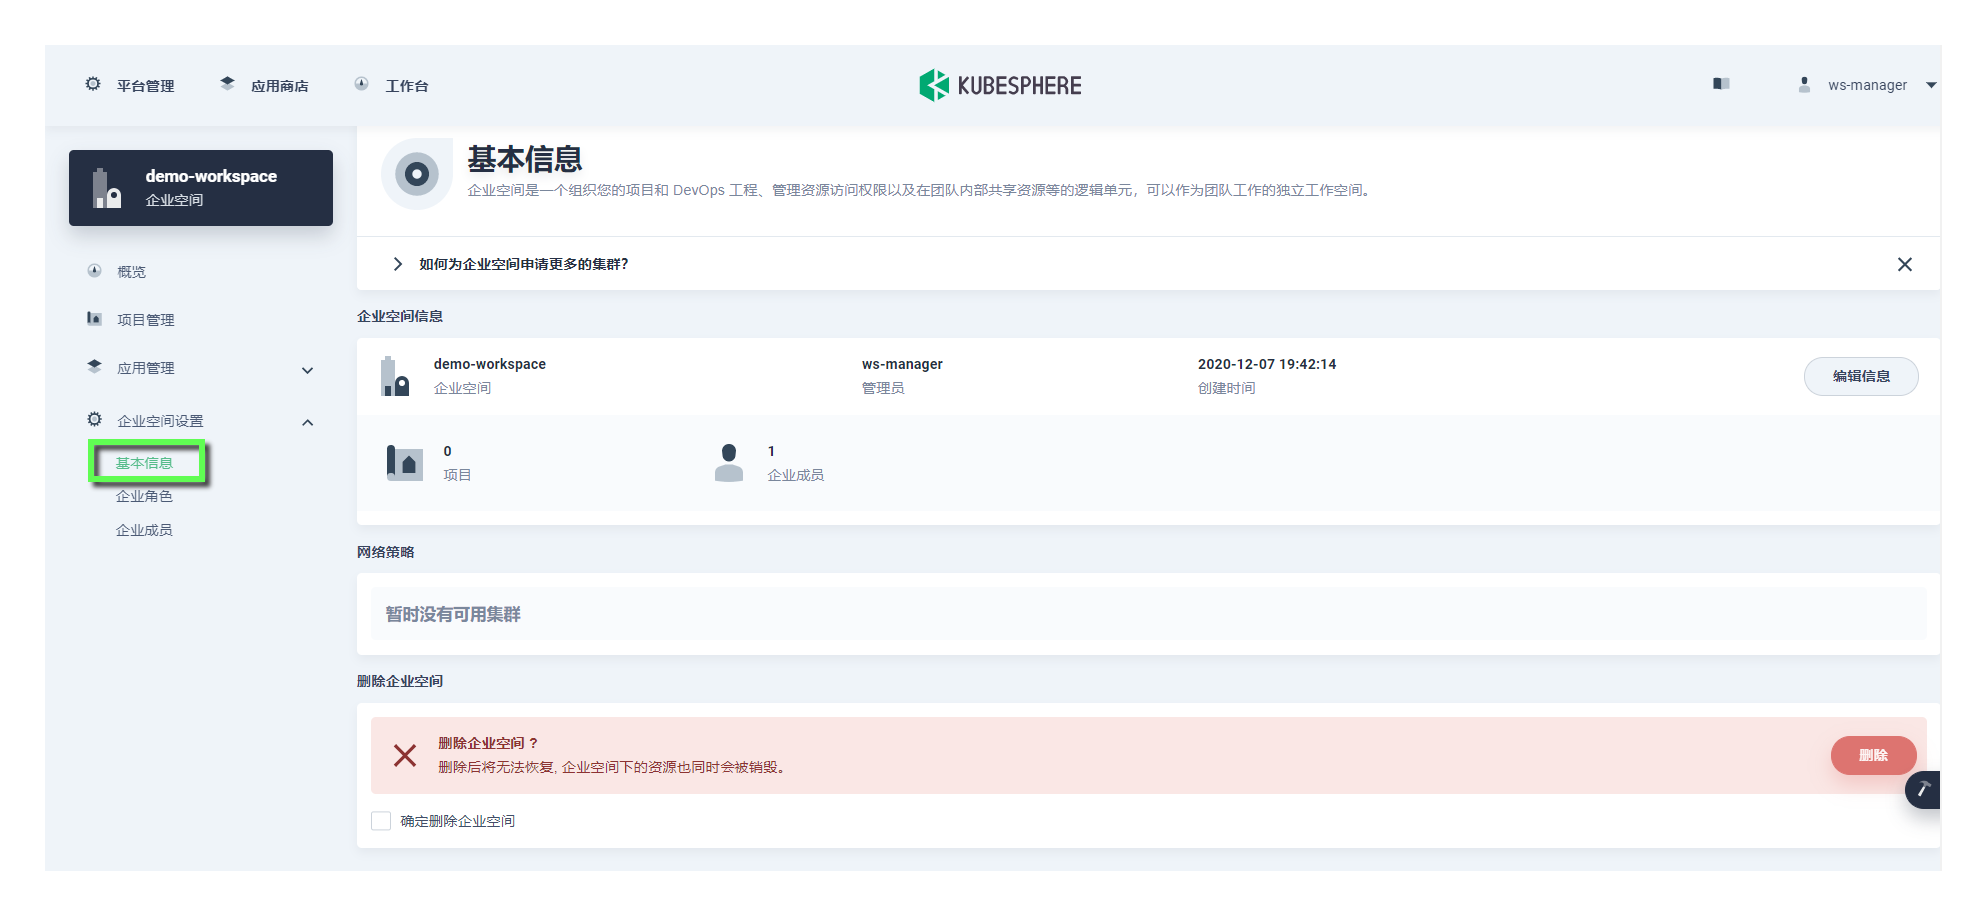 平台管理
应用商店
工作台
KUBESPHERE
ws-manager
demo-workspace
企业空间
概览
项目管理
应用管理
企业空间设置
基本信息
企业角色
企业成员
基本信息
企业空间是一个组织您的项目和 DevOps 工程、管理资源访问权限以及在团队内部共享资源等的逻辑单元，可以作为团队工作的独立工作空间。
如何为企业空间申请更多的集群?
企业空间信息
demo-workspace
企业空间
ws-manager
管理员
2020-12-07 19:42:14
创建时间
编辑信息
0
项目
1
企业成员
网络策略
暂时没有可用集群
删除企业空间
删除企业空间 ?
删除后将无法恢复, 企业空间下的资源也同时会被销毁。
删除
确定删除企业空间